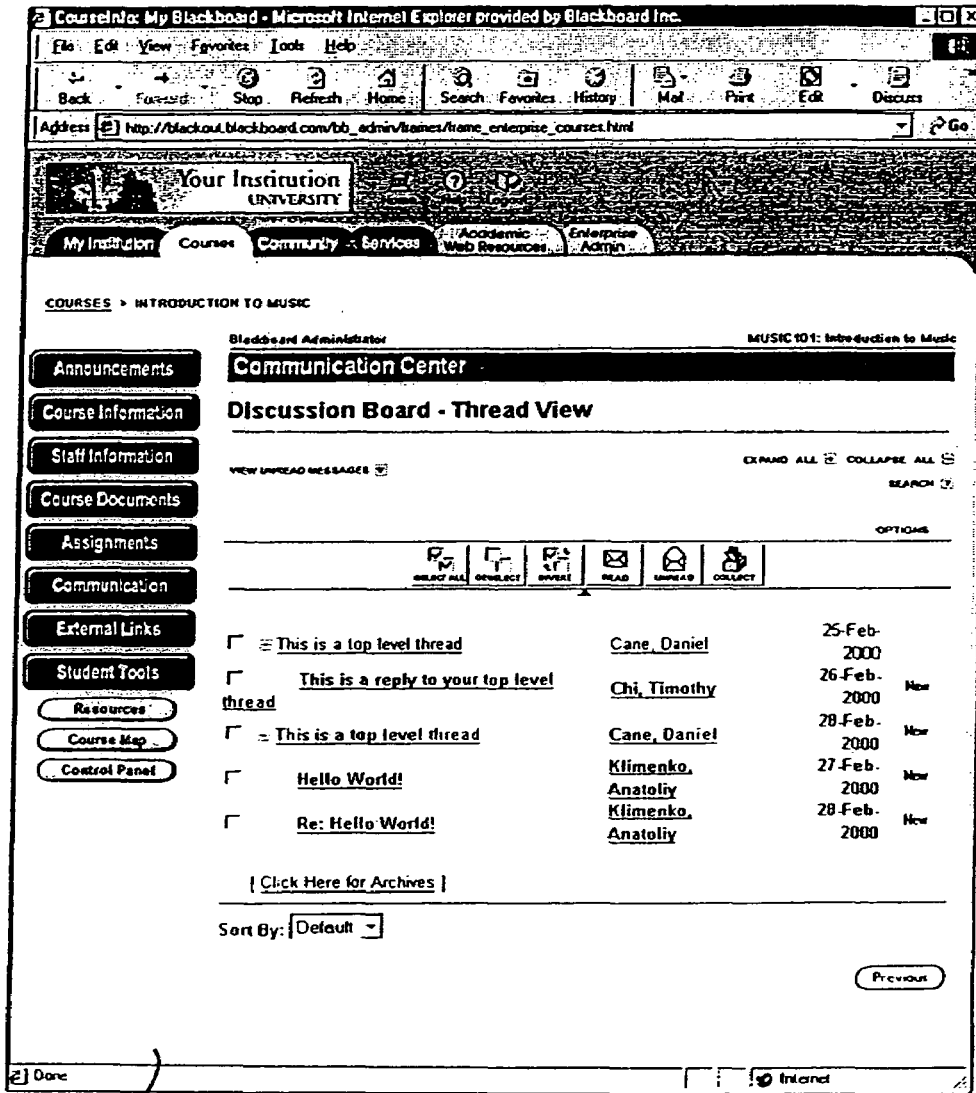 CourseInfo: My Blackboard - Microsoft Internet Explorer provided by Blackboard Inc.
File Edit View Favorites Tools Help
Back Forward Stop Refresh Home Search Favorites History Mail Print Edit Discuss
Address http://blackout.blackboard.com/bb_admin/frames/frame_enterprise_courses.html Go
Your Institution
UNIVERSITY
Home Help Logout
My Institution Courses Community Services Academic Web Resources Enterprise Admin
COURSES > INTRODUCTION TO MUSIC
Blackboard Administrator MUSIC101: Introduction to Music
Communication Center
Discussion Board - Thread View
VIEW UNREAD MESSAGES
EXPAND ALL COLLAPSE ALL
SEARCH
OPTIONS
SELECT ALL DESELECT INVERT READ UNREAD COLLECT
Announcements
Course Information
Staff Information
Course Documents
Assignments
Communication
External Links
Student Tools
Resources
Course Map
Control Panel
This is a top level thread Cane, Daniel 25-Feb-
2000
This is a reply to your top level Chi, Timothy 26-Feb- New
thread 2000
This is a top level thread Cane, Daniel 28-Feb- New
2000
Hello World! Klimenko, 27-Feb- New
Anatoliy 2000
Re: Hello World! Klimenko, 28-Feb- New
Anatoliy 2000
[ Click Here for Archives ]
Sort By: Default
Previous
Done Internet